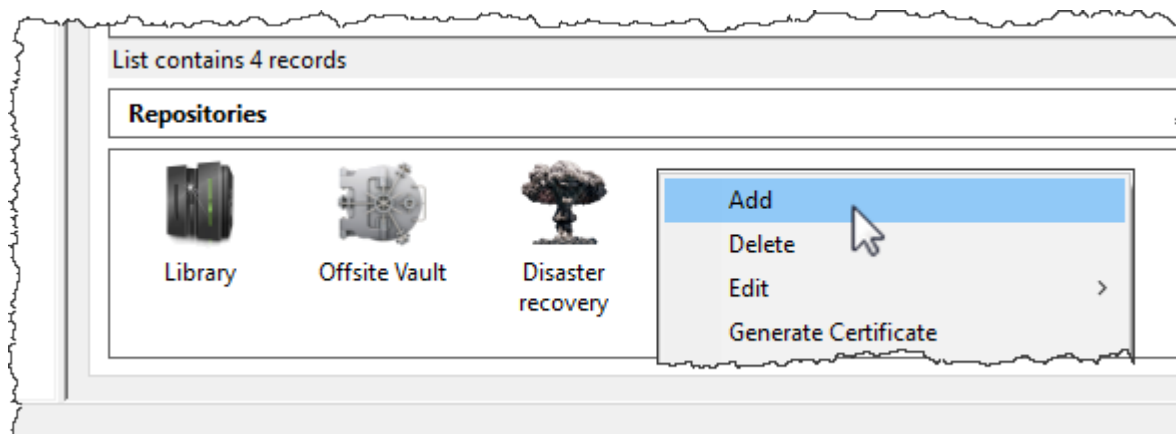 List contains 4 records
Repositories
Library
Offsite Vault
Disaster
recovery
Add
Delete
Edit
Generate Certificate